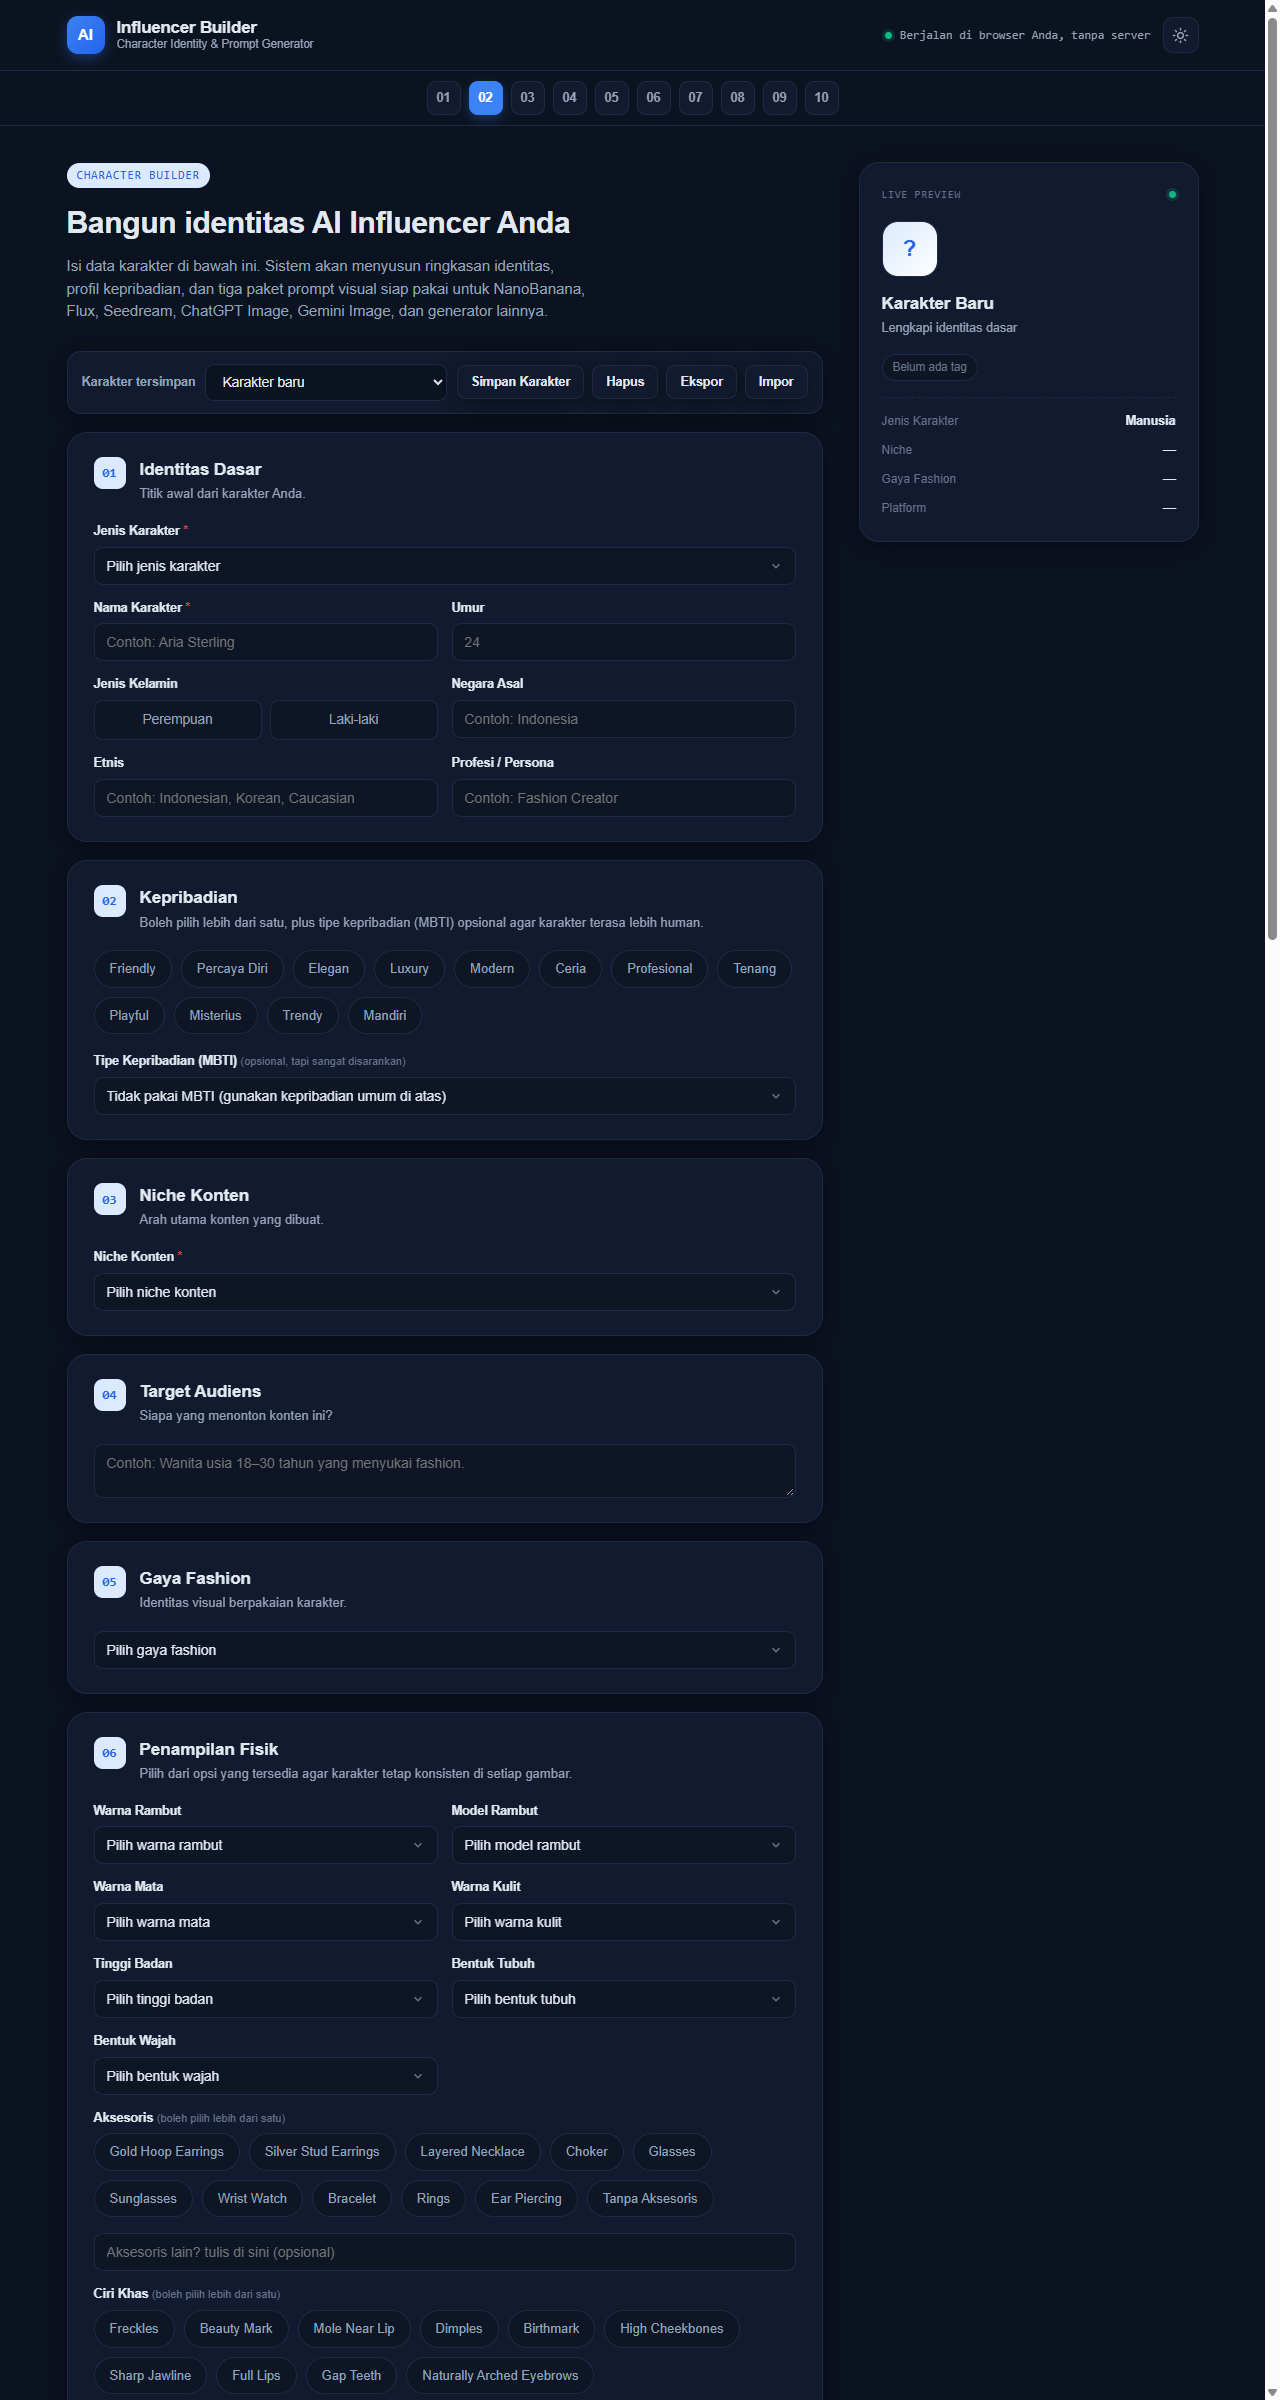 AI
Influencer Builder
Character Identity & Prompt Generator
Berjalan di browser Anda, tanpa server
01 02 03 04 05 06 07 08 09 10
CHARACTER BUILDER
Bangun identitas AI Influencer Anda
Isi data karakter di bawah ini. Sistem akan menyusun ringkasan identitas,
profil kepribadian, dan tiga paket prompt visual siap pakai untuk NanoBanana,
Flux, Seedream, ChatGPT Image, Gemini Image, dan generator lainnya.
Karakter tersimpan Karakter baru Simpan Karakter Hapus Ekspor Impor
01 Identitas Dasar
Titik awal dari karakter Anda.
Jenis Karakter *
Pilih jenis karakter
Nama Karakter * Umur
Contoh: Aria Sterling 24
Jenis Kelamin Negara Asal
Perempuan Laki-laki Contoh: Indonesia
Etnis Profesi / Persona
Contoh: Indonesian, Korean, Caucasian Contoh: Fashion Creator
02 Kepribadian
Boleh pilih lebih dari satu, plus tipe kepribadian (MBTI) opsional agar karakter terasa lebih human.
Friendly Percaya Diri Elegan Luxury Modern Ceria Profesional Tenang
Playful Misterius Trendy Mandiri
Tipe Kepribadian (MBTI) (opsional, tapi sangat disarankan)
Tidak pakai MBTI (gunakan kepribadian umum di atas)
03 Niche Konten
Arah utama konten yang dibuat.
Niche Konten *
Pilih niche konten
04 Target Audiens
Siapa yang menonton konten ini?
Contoh: Wanita usia 18–30 tahun yang menyukai fashion.
05 Gaya Fashion
Identitas visual berpakaian karakter.
Pilih gaya fashion
06 Penampilan Fisik
Pilih dari opsi yang tersedia agar karakter tetap konsisten di setiap gambar.
Warna Rambut Model Rambut
Pilih warna rambut Pilih model rambut
Warna Mata Warna Kulit
Pilih warna mata Pilih warna kulit
Tinggi Badan Bentuk Tubuh
Pilih tinggi badan Pilih bentuk tubuh
Bentuk Wajah
Pilih bentuk wajah
Aksesoris (boleh pilih lebih dari satu)
Gold Hoop Earrings Silver Stud Earrings Layered Necklace Choker Glasses
Sunglasses Wrist Watch Bracelet Rings Ear Piercing Tanpa Aksesoris
Aksesoris lain? tulis di sini (opsional)
Ciri Khas (boleh pilih lebih dari satu)
Freckles Beauty Mark Mole Near Lip Dimples Birthmark High Cheekbones
Sharp Jawline Full Lips Gap Teeth Naturally Arched Eyebrows
LIVE PREVIEW
?
Karakter Baru
Lengkapi identitas dasar
Belum ada tag
Jenis Karakter Manusia
Niche —
Gaya Fashion —
Platform —